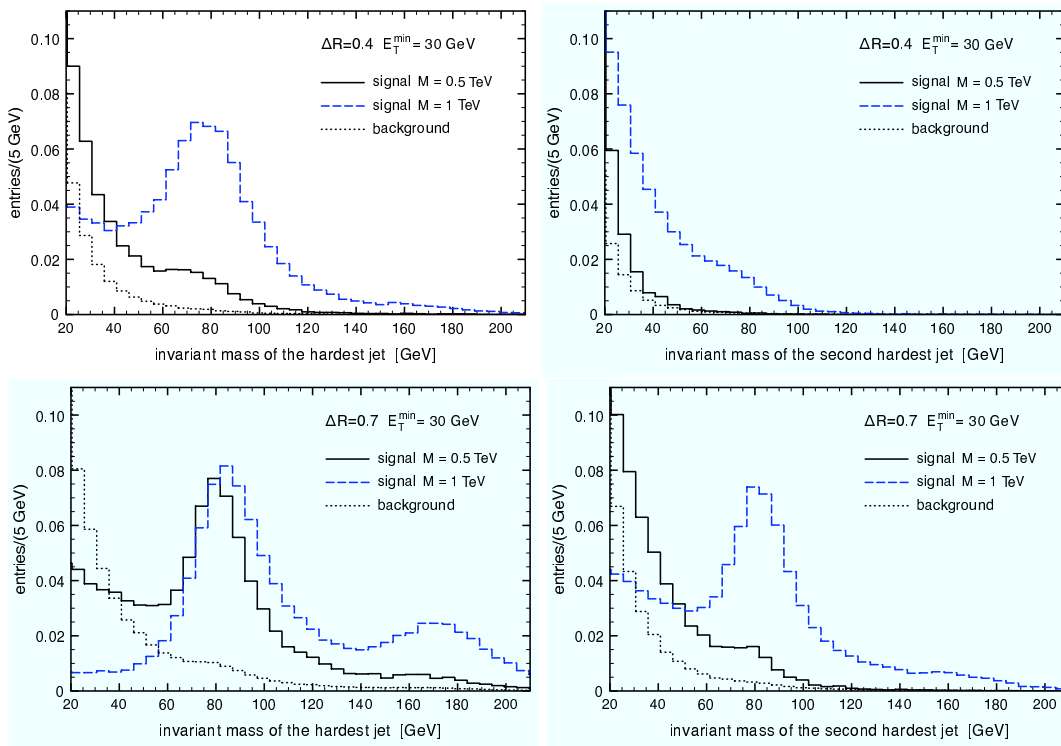 0.10
0.08
0.06
0.04
0.02
0
entries/(5 GeV)
ΔR=0.4 E_T^min = 30 GeV
signal M = 0.5 TeV
signal M = 1 TeV
background
20 40 60 80 100 120 140 160 180 200
invariant mass of the hardest jet [GeV]
0.10
0.08
0.06
0.04
0.02
0
entries/(5 GeV)
ΔR=0.4 E_T^min = 30 GeV
signal M = 0.5 TeV
signal M = 1 TeV
background
20 40 60 80 100 120 140 160 180 200
invariant mass of the second hardest jet [GeV]
0.10
0.08
0.06
0.04
0.02
0
entries/(5 GeV)
ΔR=0.7 E_T^min = 30 GeV
signal M = 0.5 TeV
signal M = 1 TeV
background
20 40 60 80 100 120 140 160 180 200
invariant mass of the hardest jet [GeV]
0.10
0.08
0.06
0.04
0.02
0
entries/(5 GeV)
ΔR=0.7 E_T^min = 30 GeV
signal M = 0.5 TeV
signal M = 1 TeV
background
20 40 60 80 100 120 140 160 180 200
invariant mass of the second hardest jet [GeV]